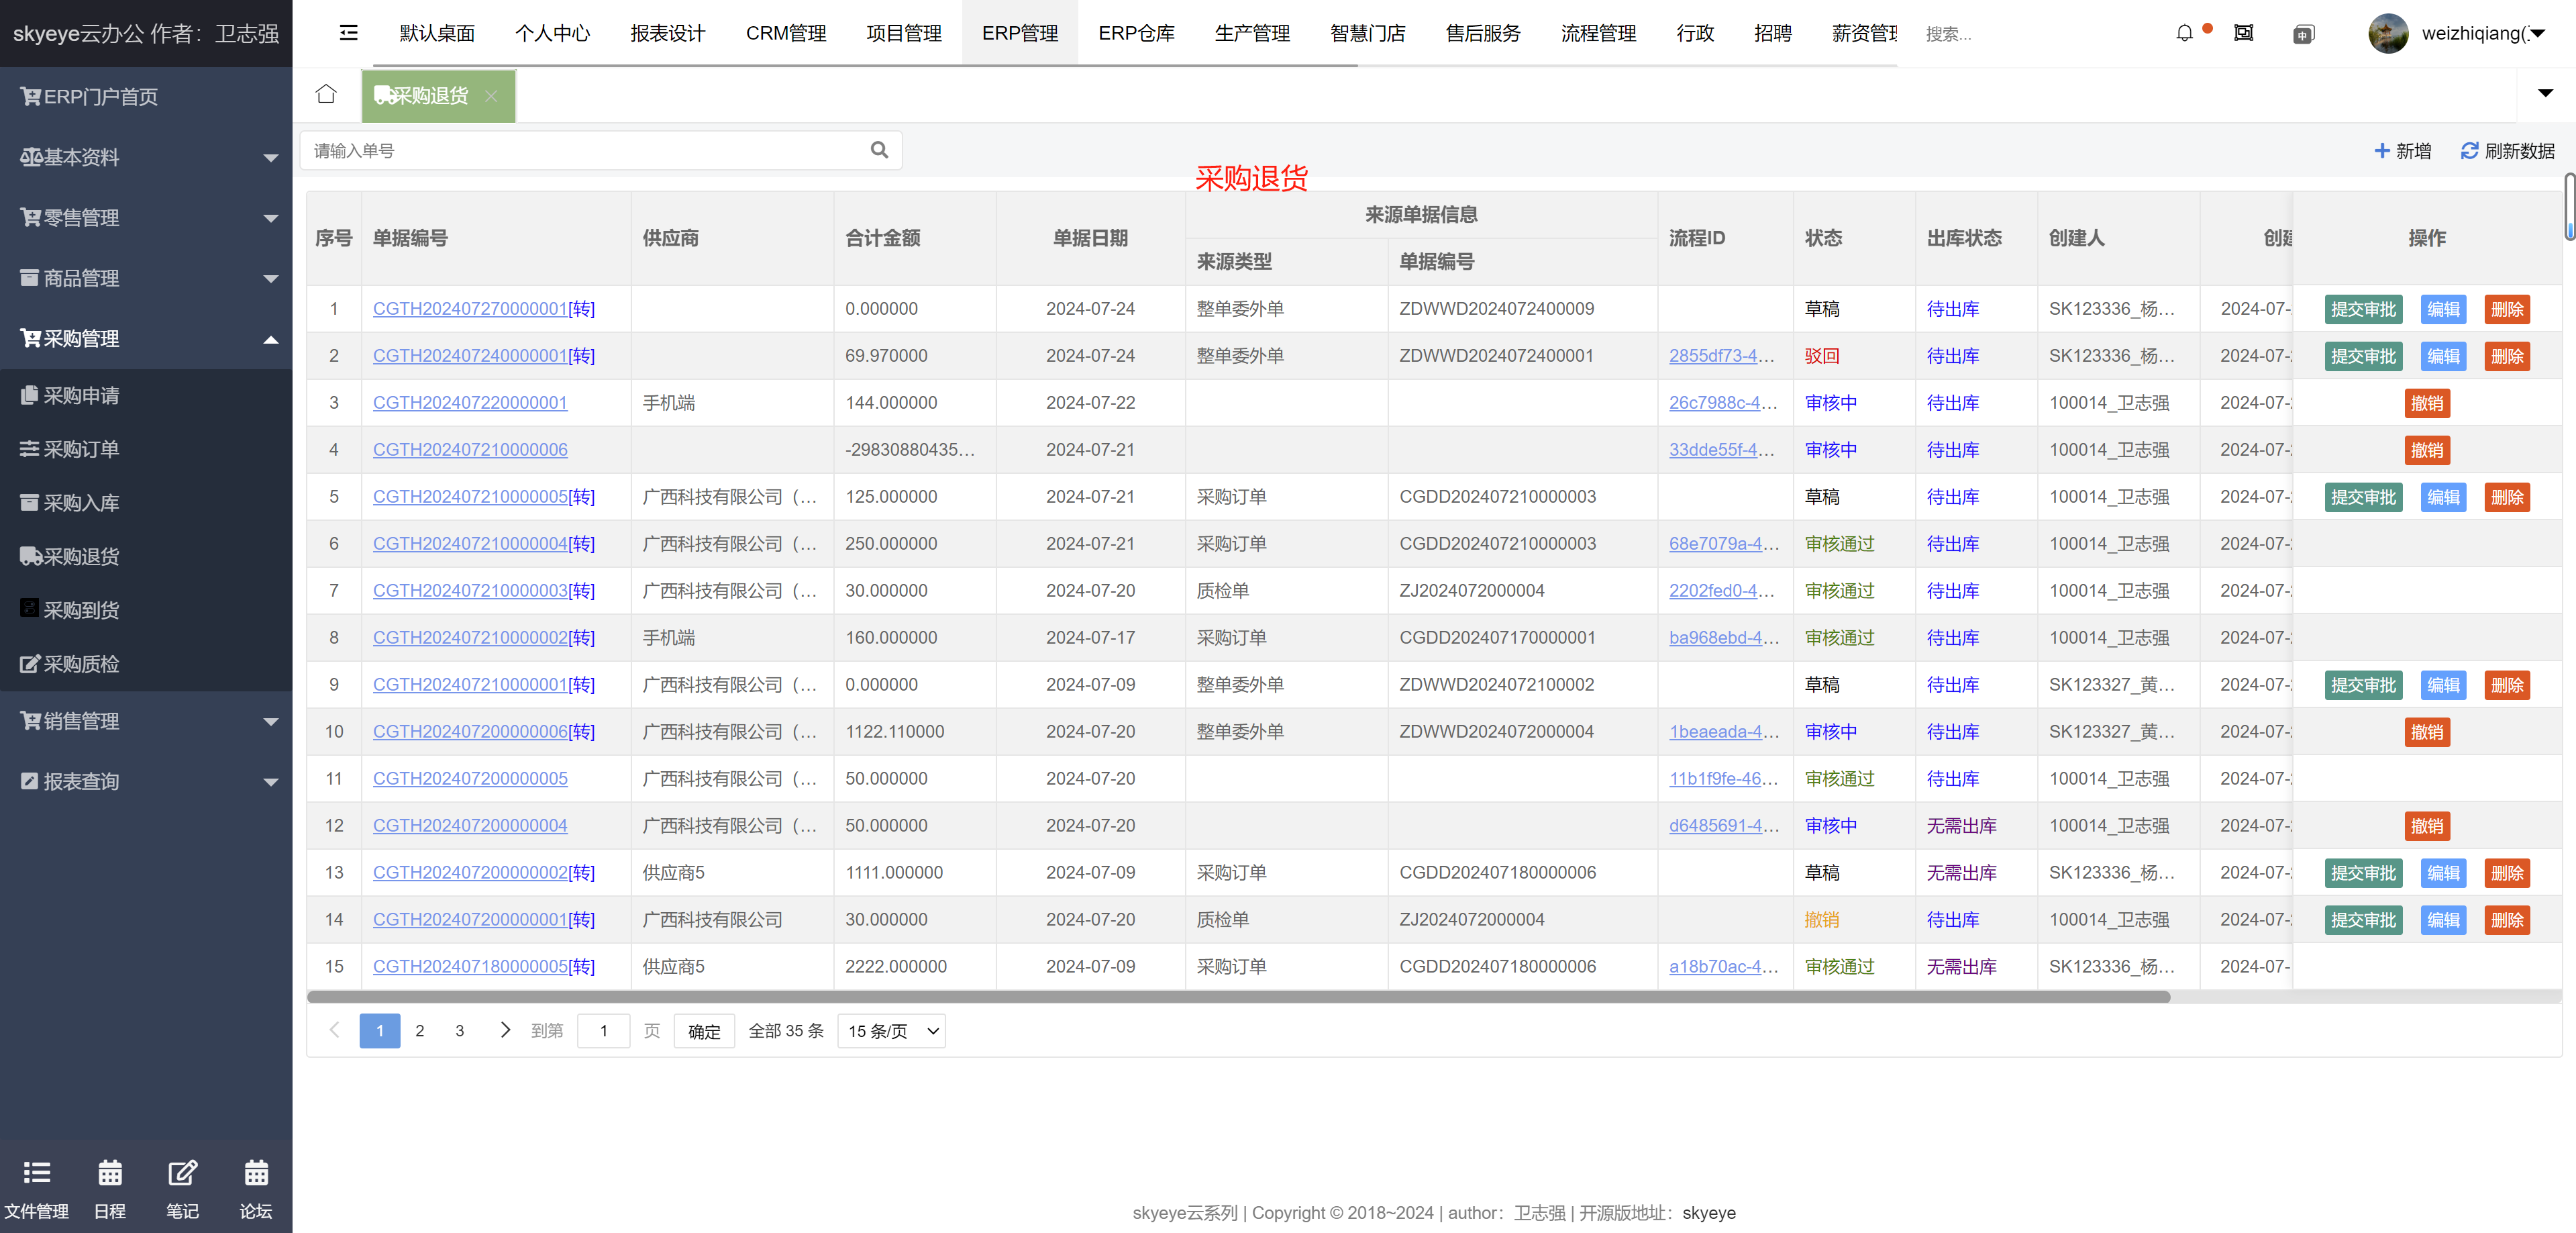 skyeye云办公 作者：卫志强
默认桌面 个人中心 报表设计 CRM管理 项目管理 ERP管理 ERP仓库 生产管理 智慧门店 售后服务 流程管理 行政 招聘 薪资管理 搜索... weizhiqiang(
ERP门户首页
基本资料
零售管理
商品管理
采购管理
采购申请
采购订单
采购入库
采购退货
采购到货
采购质检
销售管理
报表查询
文件管理 日程 笔记 论坛
采购退货
请输入单号 新增 刷新数据
采购退货
序号 单据编号 供应商 合计金额 单据日期 来源单据信息 流程ID 状态 出库状态 创建人 创建 操作
来源类型 单据编号
1 CGTH202407270000001[转] 0.000000 2024-07-24 整单委外单 ZDWWD2024072400009 草稿 待出库 SK123336_杨... 2024-07- 提交审批 编辑 删除
2 CGTH202407240000001[转] 69.970000 2024-07-24 整单委外单 ZDWWD2024072400001 2855df73-4... 驳回 待出库 SK123336_杨... 2024-07- 提交审批 编辑 删除
3 CGTH202407220000001 手机端 144.000000 2024-07-22 26c7988c-4... 审核中 待出库 100014_卫志强 2024-07- 撤销
4 CGTH202407210000006 -29830880435... 2024-07-21 33dde55f-4... 审核中 待出库 100014_卫志强 2024-07- 撤销
5 CGTH202407210000005[转] 广西科技有限公司（... 125.000000 2024-07-21 采购订单 CGDD202407210000003 草稿 待出库 100014_卫志强 2024-07- 提交审批 编辑 删除
6 CGTH202407210000004[转] 广西科技有限公司（... 250.000000 2024-07-21 采购订单 CGDD202407210000003 68e7079a-4... 审核通过 待出库 100014_卫志强 2024-07-
7 CGTH202407210000003[转] 广西科技有限公司（... 30.000000 2024-07-20 质检单 ZJ2024072000004 2202fed0-4... 审核通过 待出库 100014_卫志强 2024-07-
8 CGTH202407210000002[转] 手机端 160.000000 2024-07-17 采购订单 CGDD202407170000001 ba968ebd-4... 审核通过 待出库 100014_卫志强 2024-07-
9 CGTH202407210000001[转] 广西科技有限公司（... 0.000000 2024-07-09 整单委外单 ZDWWD2024072100002 草稿 待出库 SK123327_黄... 2024-07- 提交审批 编辑 删除
10 CGTH202407200000006[转] 广西科技有限公司（... 1122.110000 2024-07-20 整单委外单 ZDWWD2024072000004 1beaeada-4... 审核中 待出库 SK123327_黄... 2024-07- 撤销
11 CGTH202407200000005 广西科技有限公司（... 50.000000 2024-07-20 11b1f9fe-46... 审核通过 待出库 100014_卫志强 2024-07-
12 CGTH202407200000004 广西科技有限公司（... 50.000000 2024-07-20 d6485691-4... 审核中 无需出库 100014_卫志强 2024-07- 撤销
13 CGTH202407200000002[转] 供应商5 1111.000000 2024-07-09 采购订单 CGDD202407180000006 草稿 无需出库 SK123336_杨... 2024-07- 提交审批 编辑 删除
14 CGTH202407200000001[转] 广西科技有限公司 30.000000 2024-07-20 质检单 ZJ2024072000004 撤销 待出库 100014_卫志强 2024-07- 提交审批 编辑 删除
15 CGTH202407180000005[转] 供应商5 2222.000000 2024-07-09 采购订单 CGDD202407180000006 a18b70ac-4... 审核通过 无需出库 SK123336_杨... 2024-07-
1 2 3 到第 1 页 确定 全部 35 条 15 条/页
skyeye云系列 | Copyright © 2018~2024 | author：卫志强 | 开源版地址：skyeye